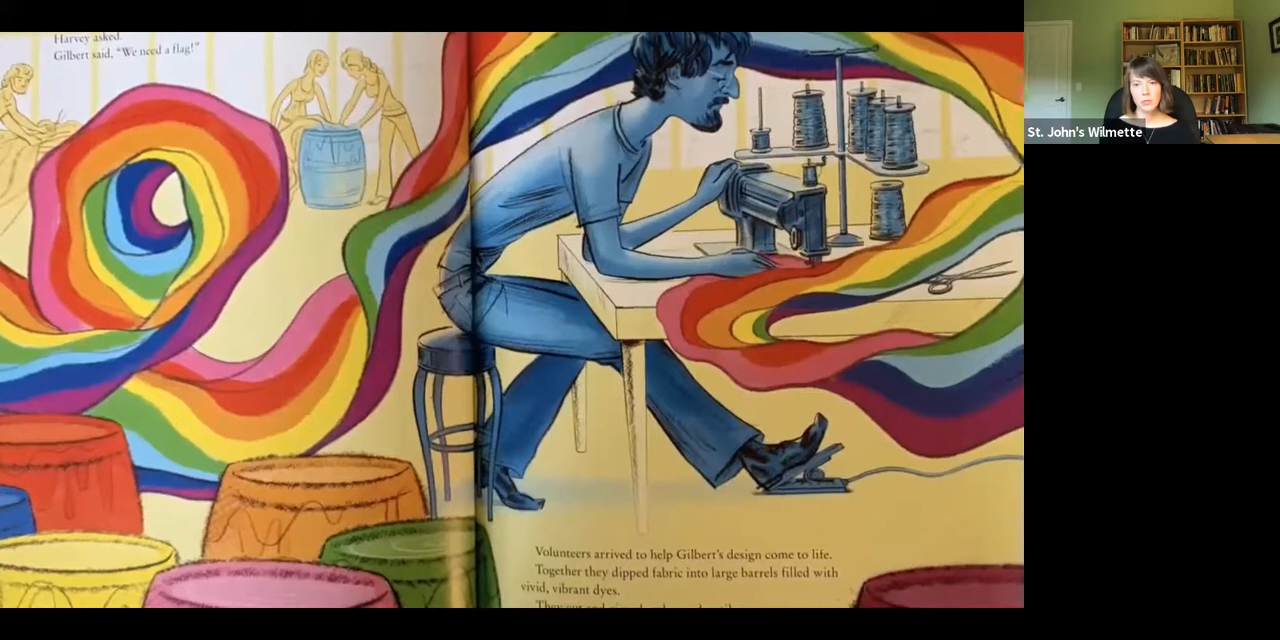 Harvey asked.
Gilbert said, "We need a flag!"
St. John's Wilmette
Volunteers arrived to help Gilbert's design come to life.
Together they dipped fabric into large barrels filled with
vivid, vibrant dyes.
They